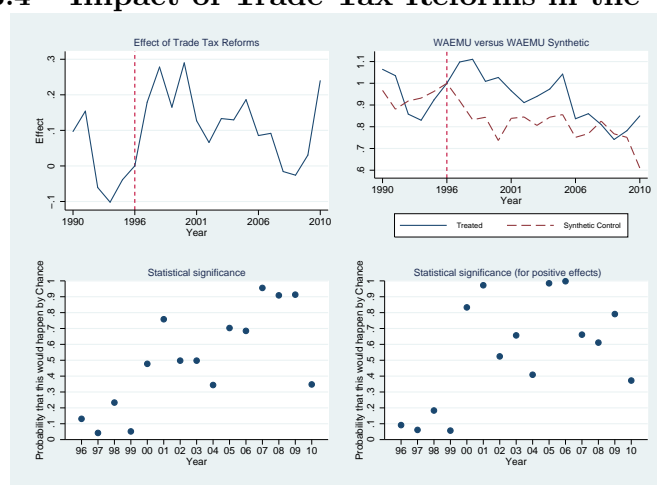 Impact of Trade Tax Reforms in the
Effect of Trade Tax Reforms
Effect
.3
.2
.1
0
-.1
1990 1996 2001 2006 2010
Year
WAEMU versus WAEMU Synthetic
1.1
1
.9
.8
.7
.6
1990 1996 2001 2006 2010
Year
Treated Synthetic Control
Statistical significance
Probability that this would happen by Chance
1
.9
.8
.7
.6
.5
.4
.3
.2
.1
0
96 97 98 99 00 01 02 03 04 05 06 07 08 09 10
Year
Statistical significance (for positive effects)
Probability that this would happen by Chance
1
.9
.8
.7
.6
.5
.4
.3
.2
.1
0
96 97 98 99 00 01 02 03 04 05 06 07 08 09 10
Year